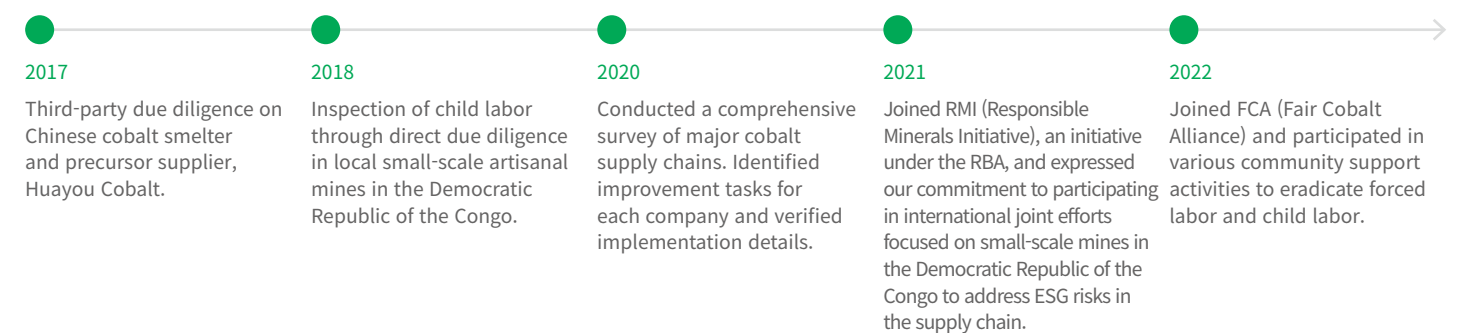 2017
Third-party due diligence on
Chinese cobalt smelter
and precursor supplier,
Huayou Cobalt.
2018
Inspection of child labor
through direct due diligence
in local small-scale artisanal
mines in the Democratic
Republic of the Congo.
2020
Conducted a comprehensive
survey of major cobalt
supply chains. Identified
improvement tasks for
each company and verified
implementation details.
2021
Joined RMI (Responsible
Minerals Initiative), an initiative
under the RBA, and expressed
our commitment to participating
in international joint efforts
focused on small-scale mines in
the Democratic Republic of the
Congo to address ESG risks in
the supply chain.
2022
Joined FCA (Fair Cobalt
Alliance) and participated in
various community support
activities to eradicate forced
labor and child labor.